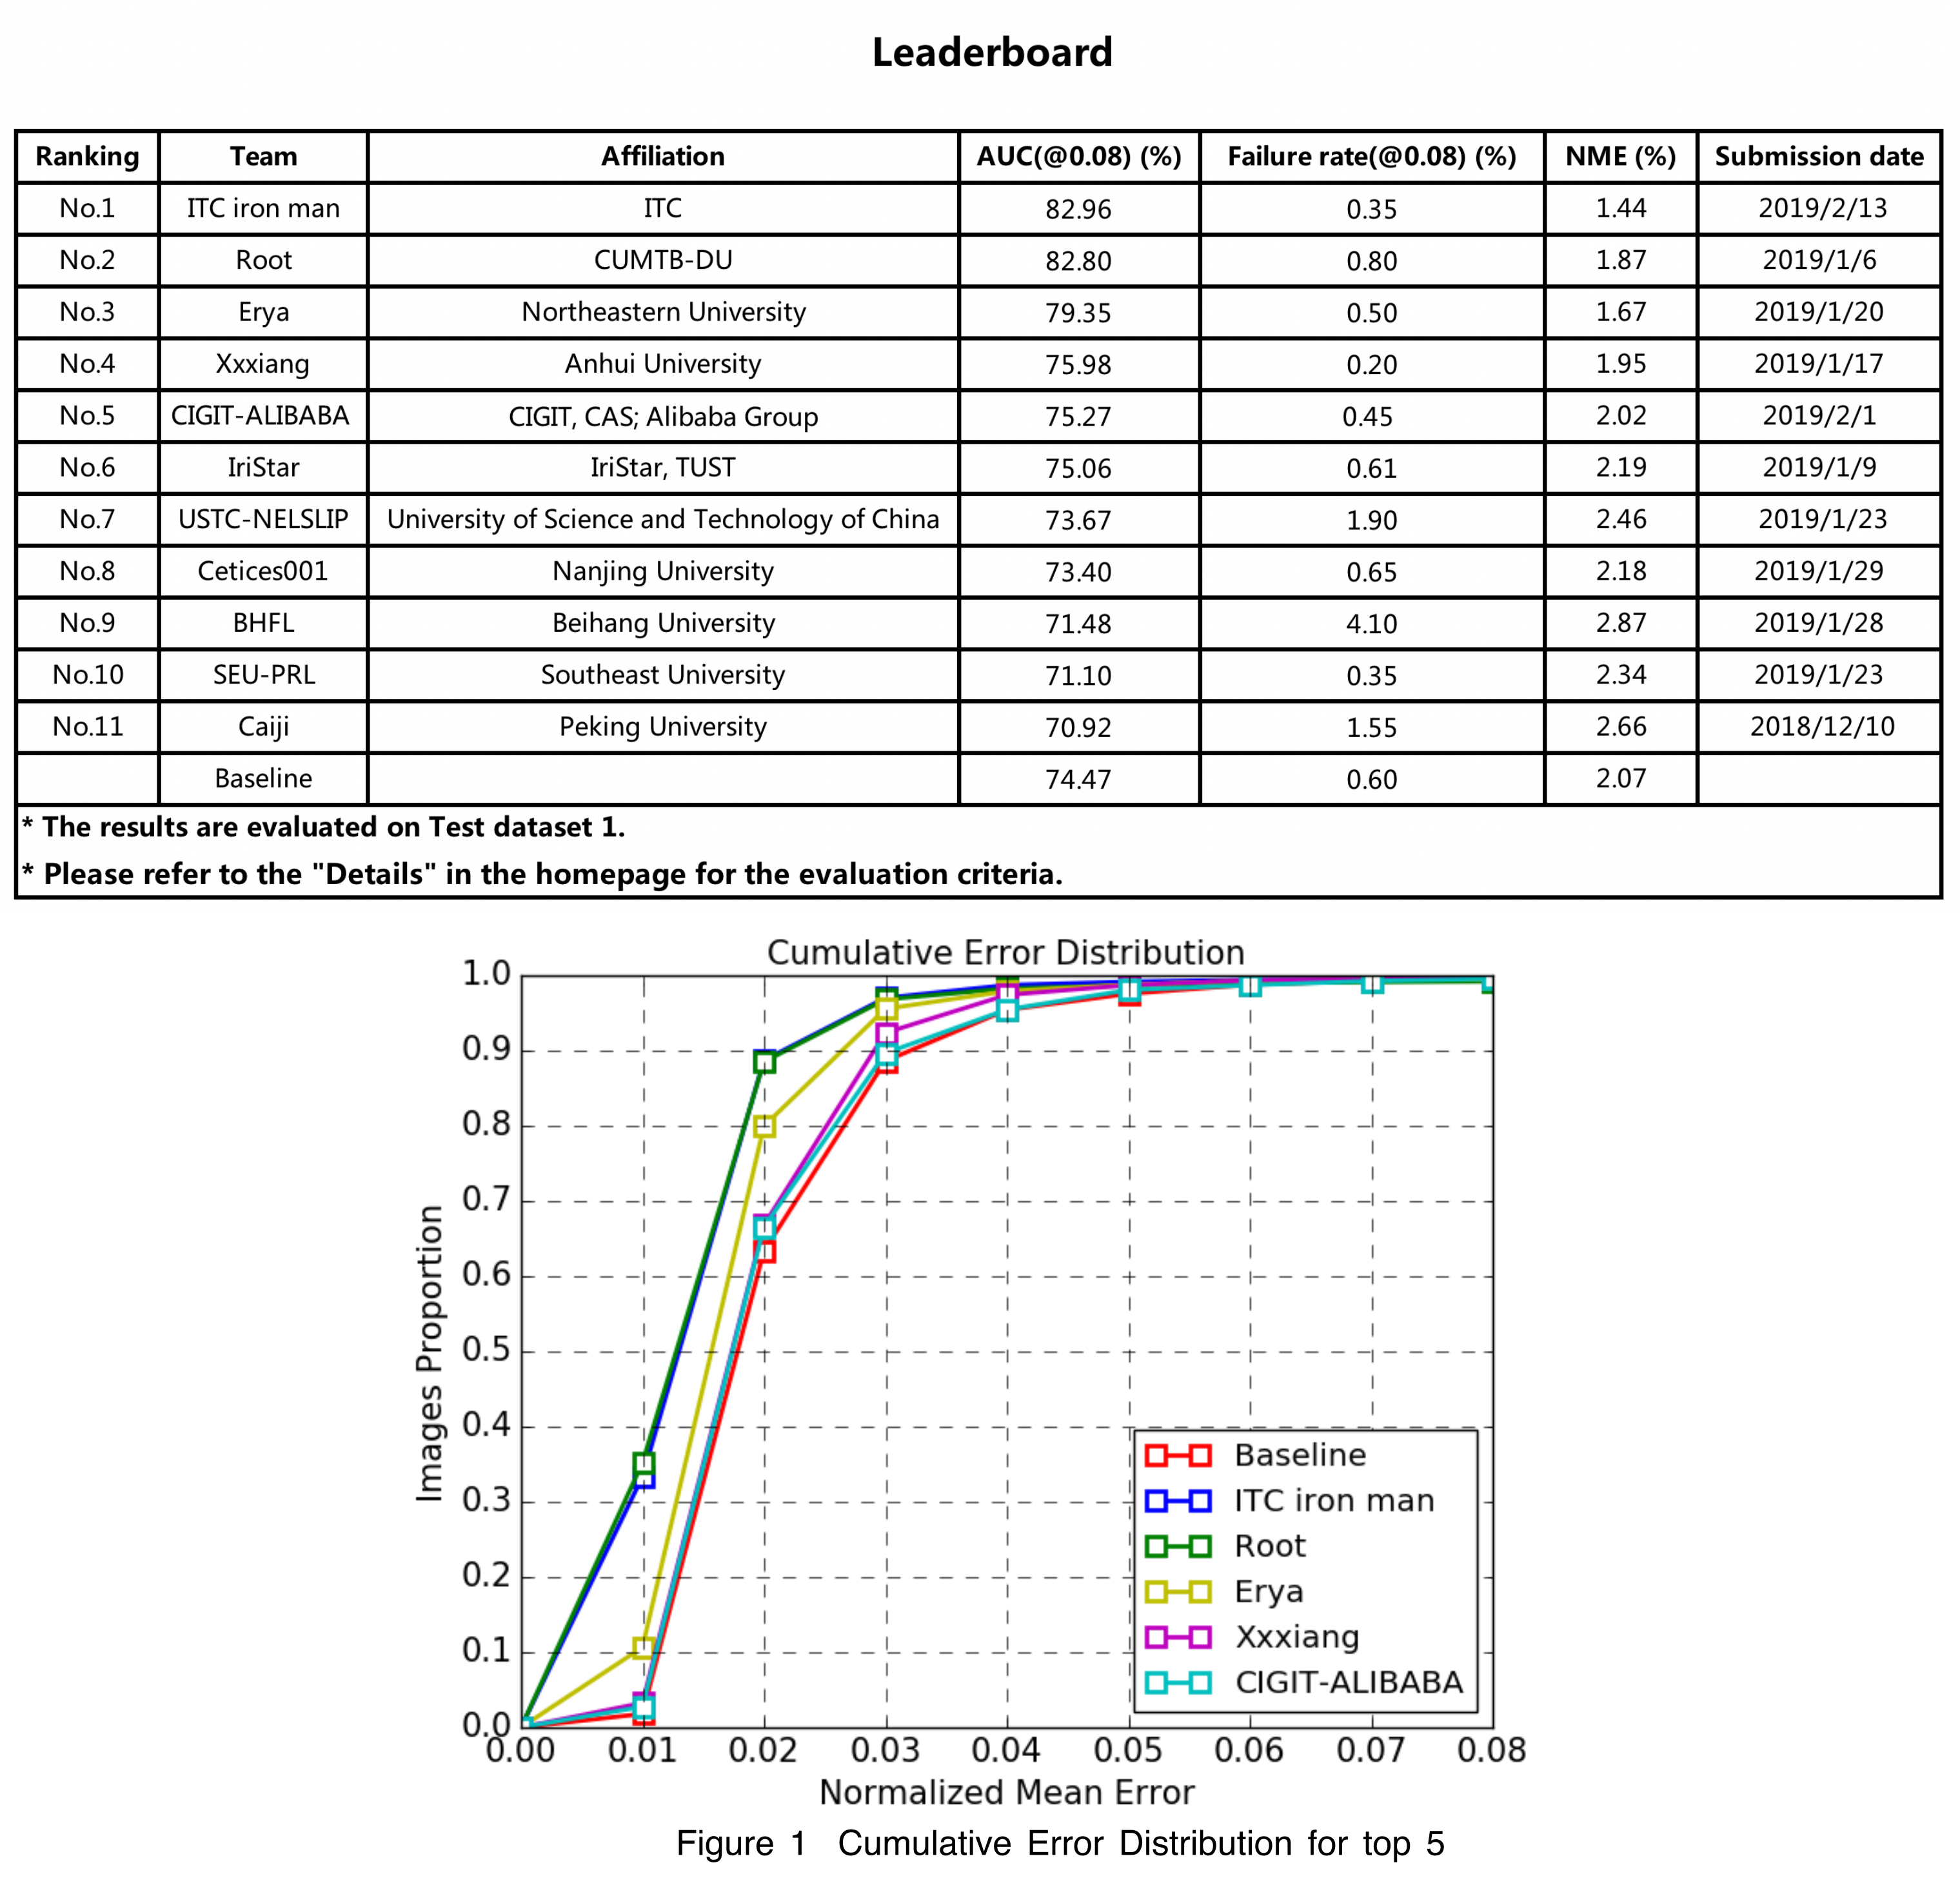 Leaderboard
Ranking Team Affiliation AUC(@0.08) (%) Failure rate(@0.08) (%) NME (%) Submission date
No.1 ITC iron man ITC 82.96 0.35 1.44 2019/2/13
No.2 Root CUMTB-DU 82.80 0.80 1.87 2019/1/6
No.3 Erya Northeastern University 79.35 0.50 1.67 2019/1/20
No.4 Xxxiang Anhui University 75.98 0.20 1.95 2019/1/17
No.5 CIGIT-ALIBABA CIGIT, CAS; Alibaba Group 75.27 0.45 2.02 2019/2/1
No.6 IriStar IriStar, TUST 75.06 0.61 2.19 2019/1/9
No.7 USTC-NELSLIP University of Science and Technology of China 73.67 1.90 2.46 2019/1/23
No.8 Cetices001 Nanjing University 73.40 0.65 2.18 2019/1/29
No.9 BHFL Beihang University 71.48 4.10 2.87 2019/1/28
No.10 SEU-PRL Southeast University 71.10 0.35 2.34 2019/1/23
No.11 Caiji Peking University 70.92 1.55 2.66 2018/12/10
Baseline 74.47 0.60 2.07
* The results are evaluated on Test dataset 1.
* Please refer to the "Details" in the homepage for the evaluation criteria.
Cumulative Error Distribution
1.0
0.9
0.8
0.7
0.6
0.5
0.4
0.3
0.2
0.1
0.0
Images Proportion
Baseline
ITC iron man
Root
Erya
Xxxiang
CIGIT-ALIBABA
0.00 0.01 0.02 0.03 0.04 0.05 0.06 0.07 0.08
Normalized Mean Error
Figure 1 Cumulative Error Distribution for top 5